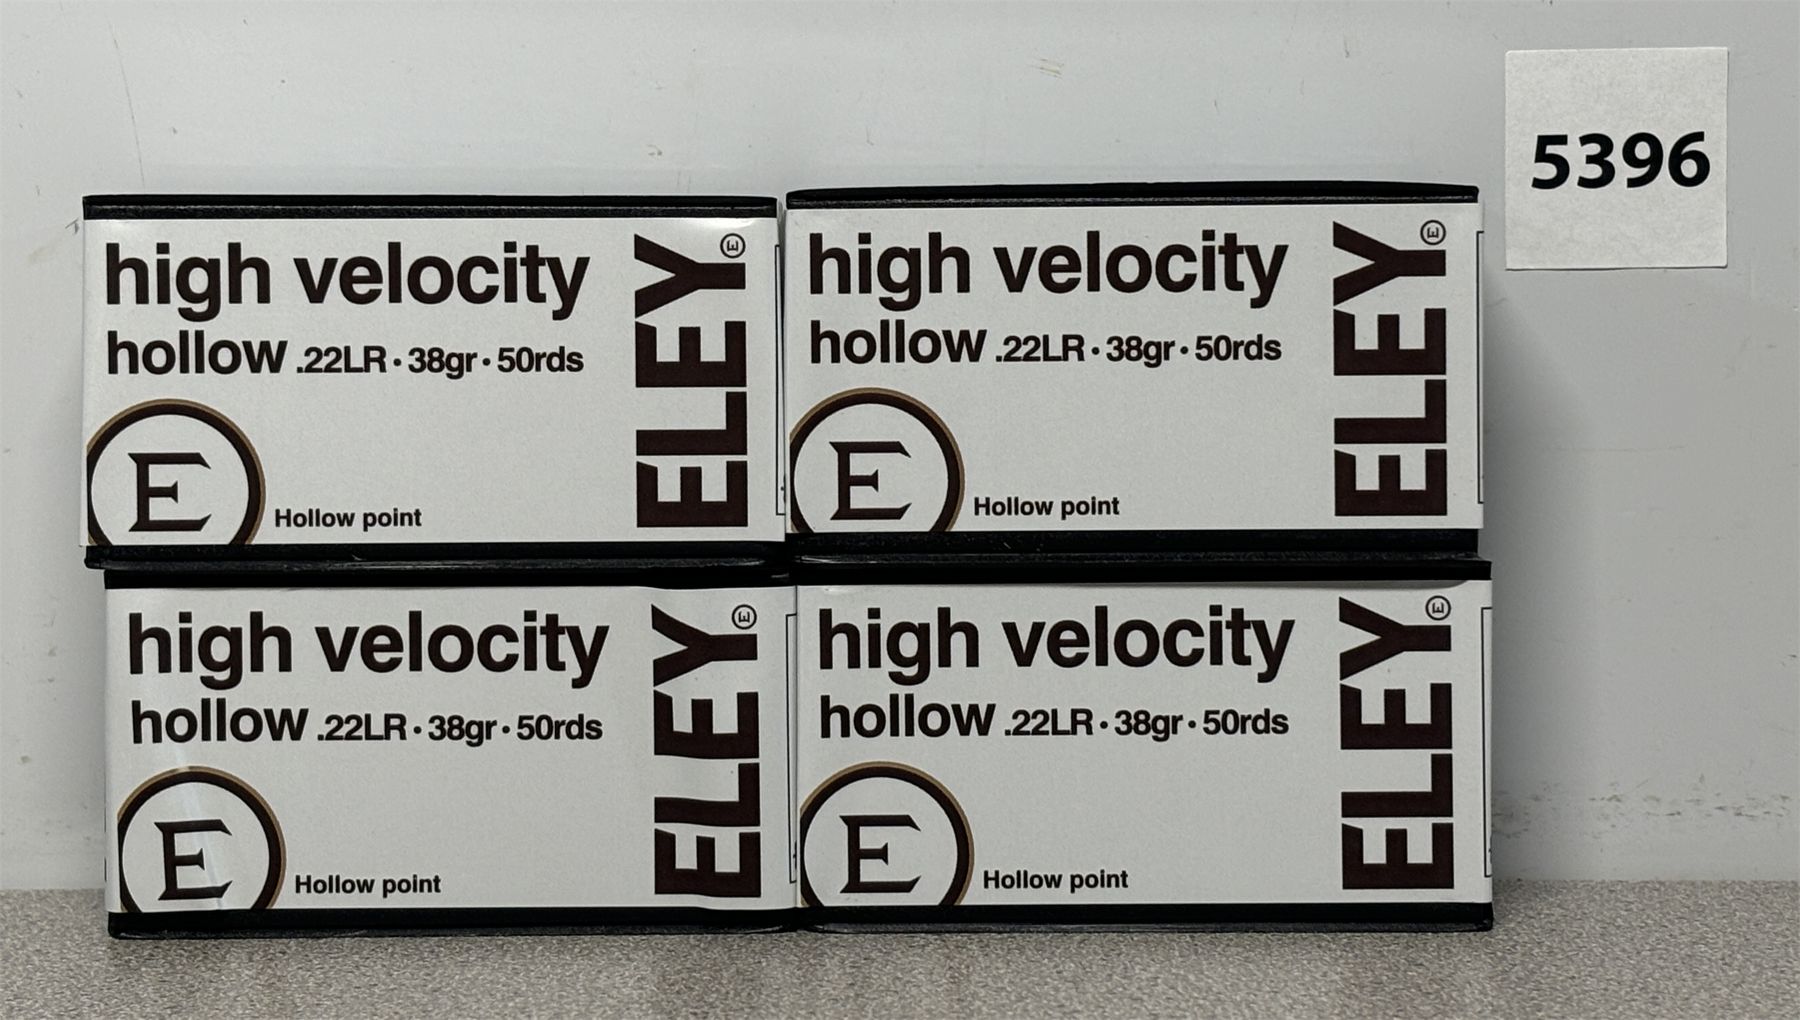 5396
high velocity
hollow .22LR • 38gr • 50rds
E
Hollow point
ELEY
E
high velocity
hollow .22LR • 38gr • 50rds
E
Hollow point
ELEY
E
high velocity
hollow .22LR • 38gr • 50rds
E
Hollow point
ELEY
E
high velocity
hollow .22LR • 38gr • 50rds
E
Hollow point
ELEY
E